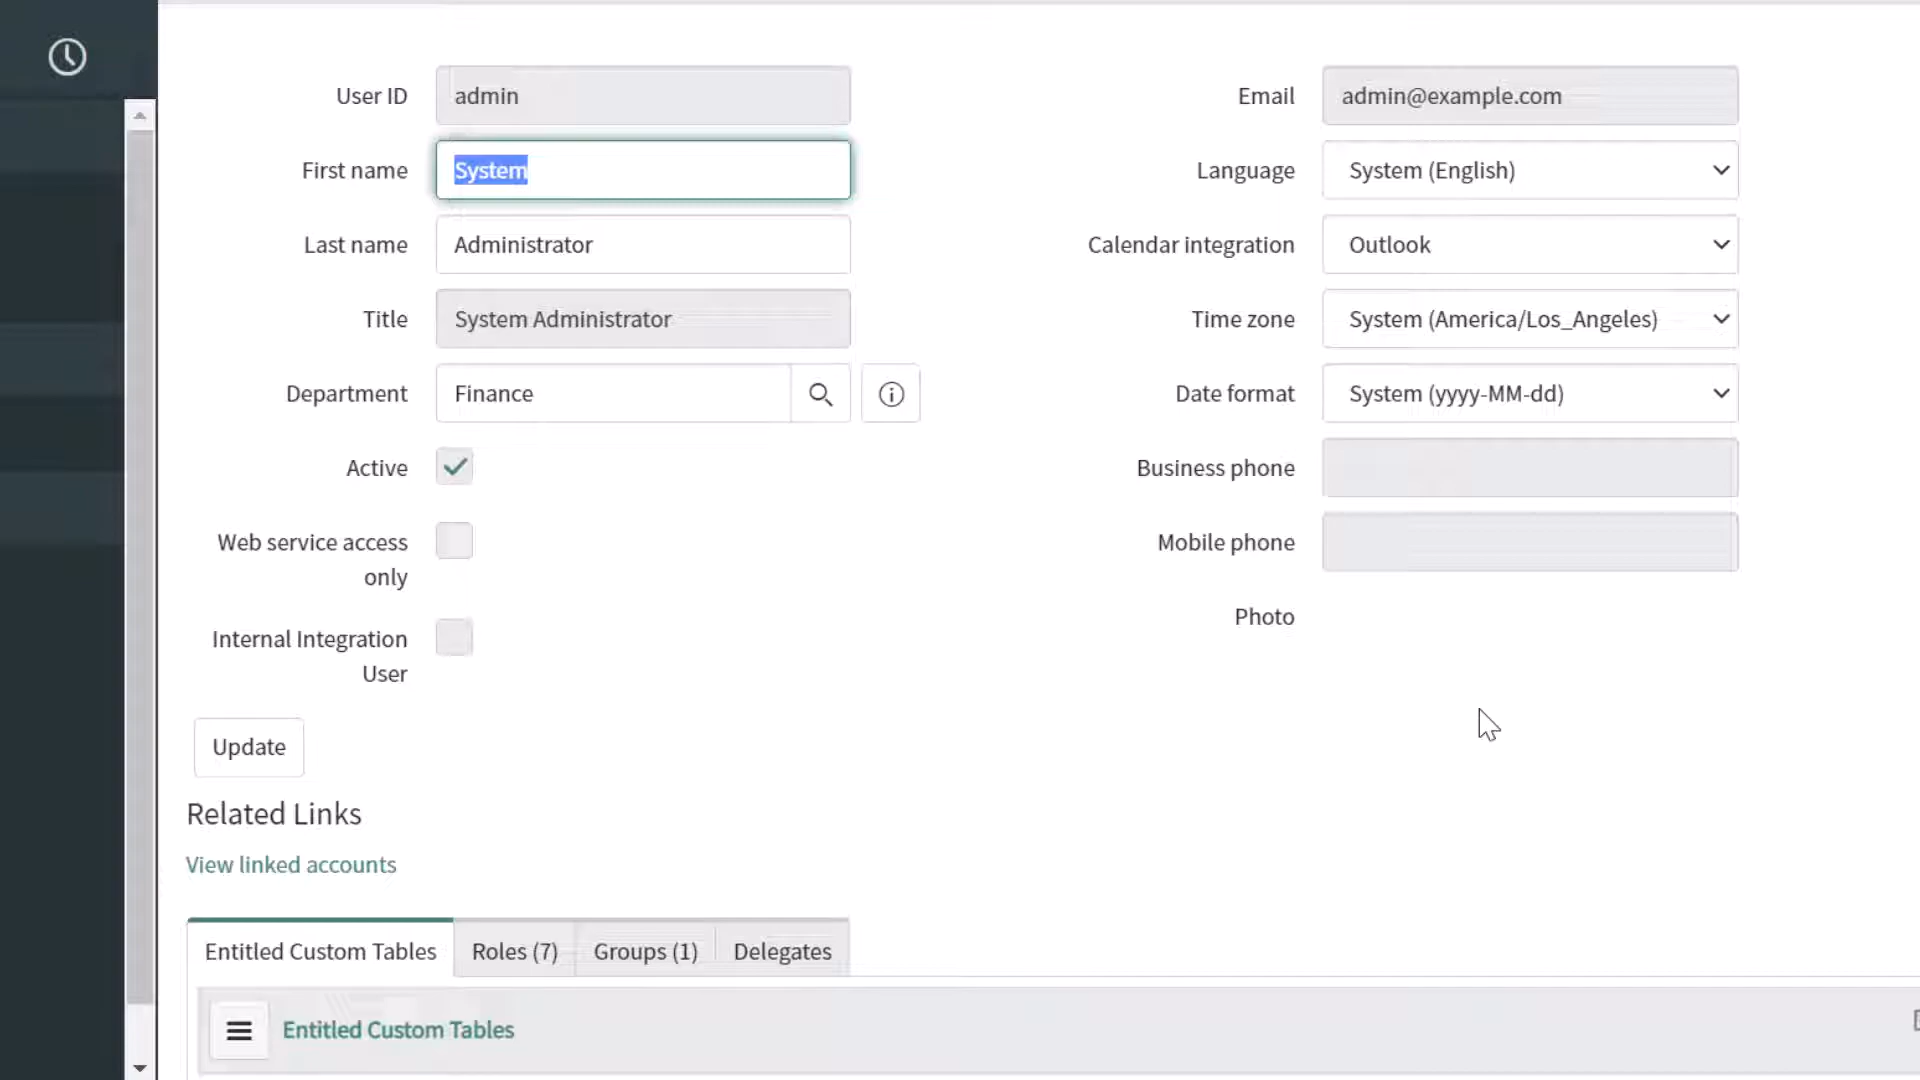 User ID admin
First name System
Last name Administrator
Title System Administrator
Department Finance
Active
Web service access
only
Internal Integration
User
Email admin@example.com
Language System (English)
Calendar integration Outlook
Time zone System (America/Los_Angeles)
Date format System (yyyy-MM-dd)
Business phone
Mobile phone
Photo
Update
Related Links
View linked accounts
Entitled Custom Tables Roles (7) Groups (1) Delegates
Entitled Custom Tables